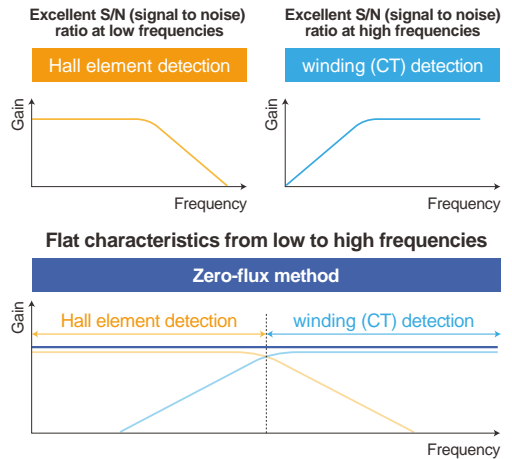 Excellent S/N (signal to noise)
ratio at low frequencies
Hall element detection
Gain
Frequency
Excellent S/N (signal to noise)
ratio at high frequencies
winding (CT) detection
Gain
Frequency
Flat characteristics from low to high frequencies
Zero-flux method
Gain
Hall element detection
winding (CT) detection
Frequency